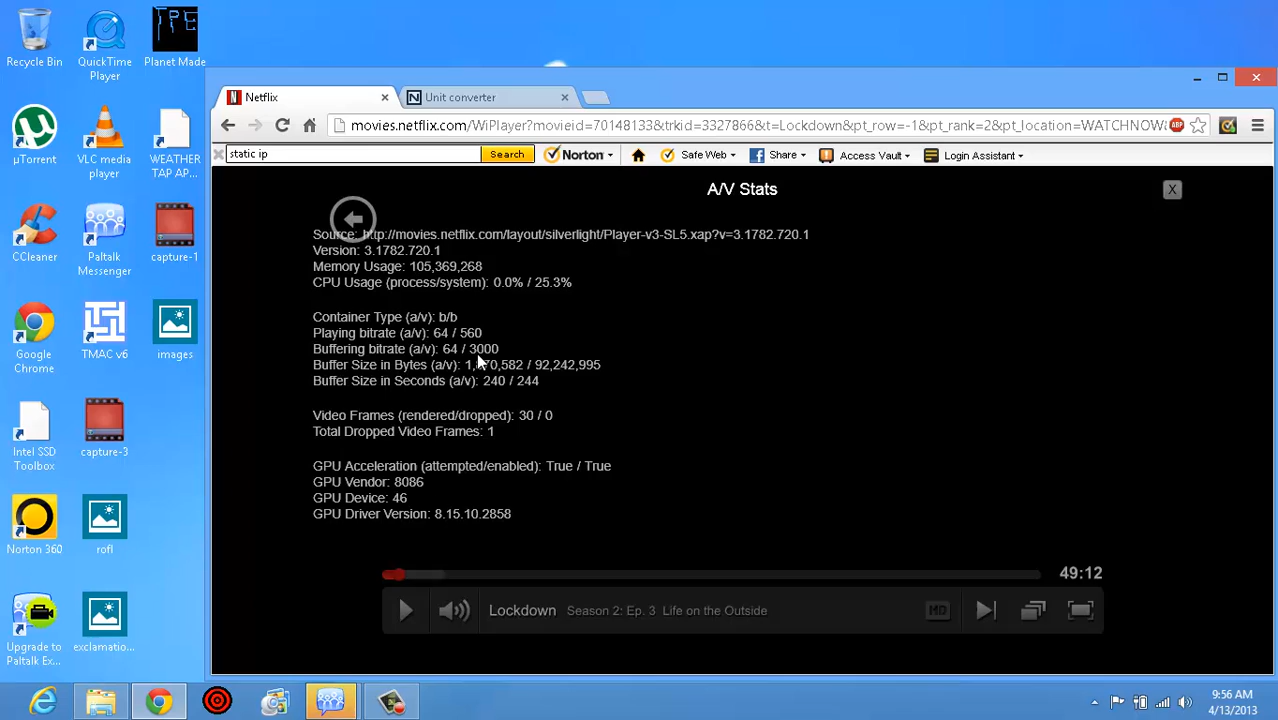 Recycle Bin
QuickTime Player
TPE
Planet Made
µTorrent
VLC media player
WEATHER TAP AP...
CCleaner
Paltalk Messenger
capture-1
Google Chrome
TMAC v6
images
Intel SSD Toolbox
capture-3
Norton 360
rofl
Upgrade to Paltalk Ex...
exclamatio...
Netflix
Unit converter
movies.netflix.com/WiPlayer?movieid=70148133&trkid=3327866&t=Lockdown&pt_row=-1&pt_rank=2&pt_location=WATCHNOW
ABP
static ip
Search
Norton
Safe Web
Share
Access Vault
Login Assistant
A/V Stats
X
Source: http://movies.netflix.com/layout/silverlight/Player-v3-SL5.xap?v=3.1782.720.1
Version: 3.1782.720.1
Memory Usage: 105,369,268
CPU Usage (process/system): 0.0% / 25.3%
Container Type (a/v): b/b
Playing bitrate (a/v): 64 / 560
Buffering bitrate (a/v): 64 / 3000
Buffer Size in Bytes (a/v): / 92,242,995
Buffer Size in Seconds (a/v): 240 / 244
Video Frames (rendered/dropped): 30 / 0
Total Dropped Video Frames: 1
GPU Acceleration (attempted/enabled): True / True
GPU Vendor: 8086
GPU Device: 46
GPU Driver Version: 8.15.10.2858
49:12
Lockdown Season 2: Ep. 3 Life on the Outside
HD
9:56 AM
4/13/2013